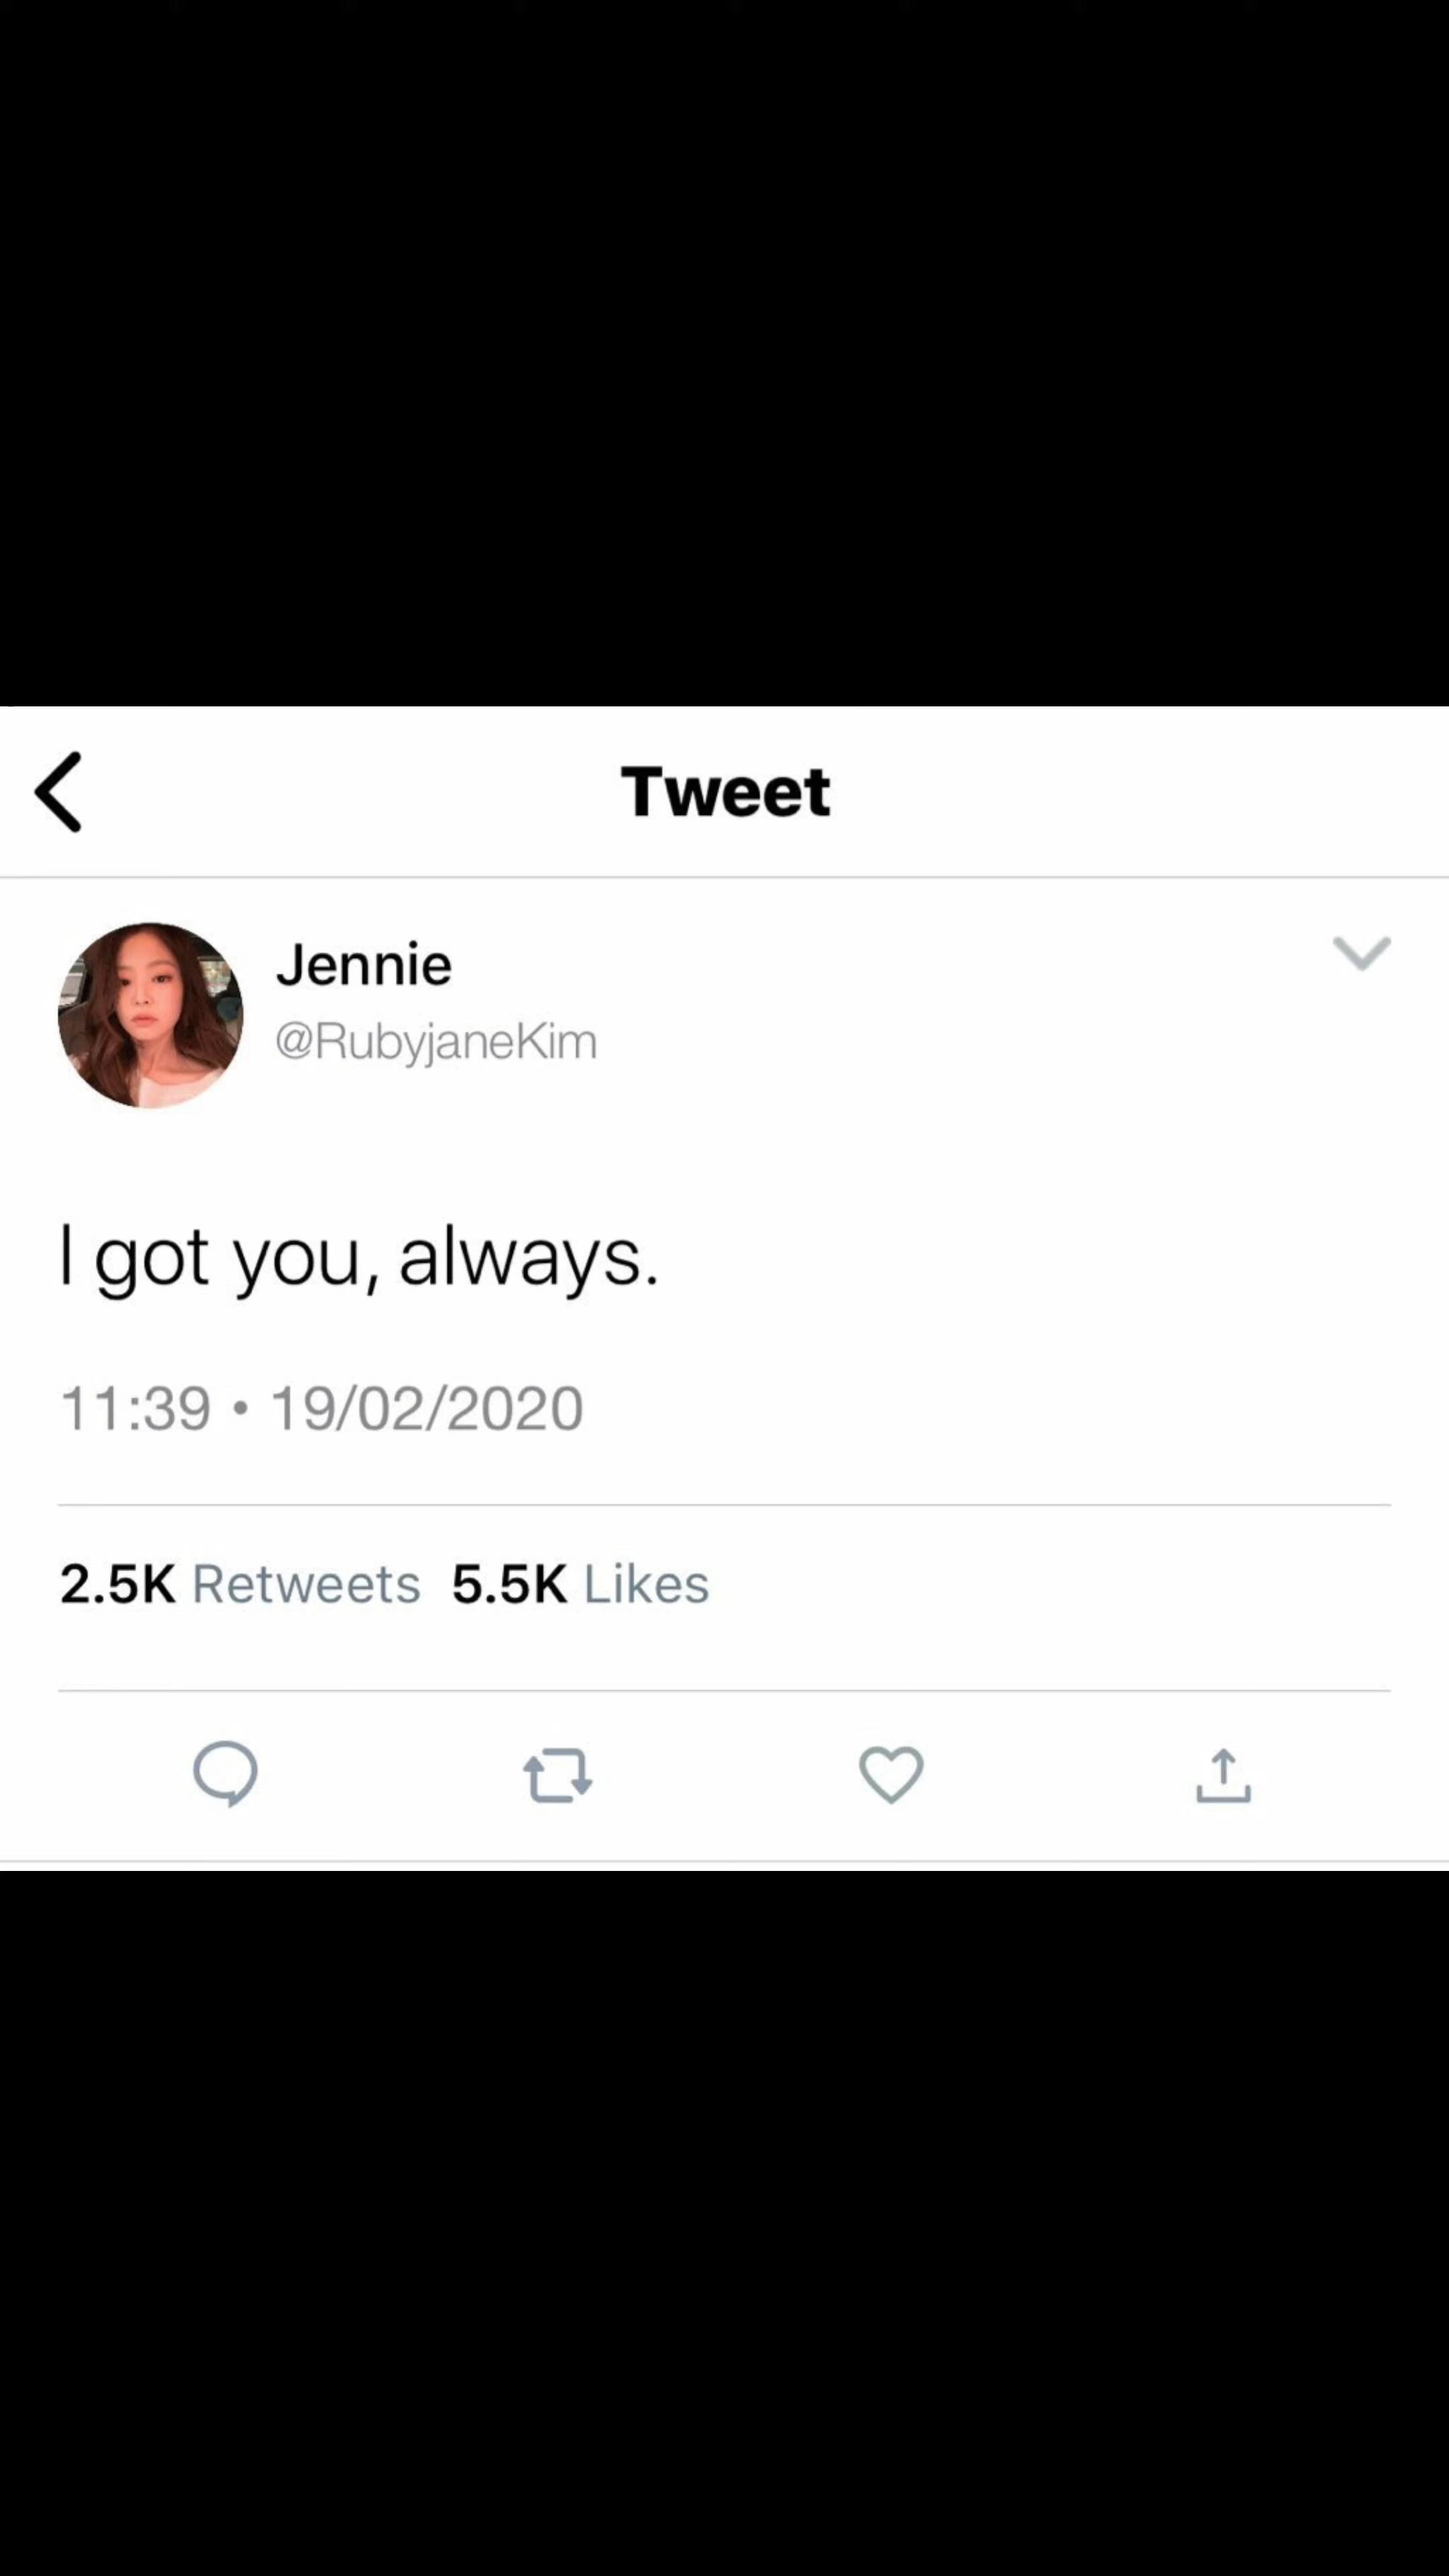 Tweet
Jennie
@RubyjaneKim
I got you, always.
11:39 • 19/02/2020
2.5K Retweets 5.5K Likes